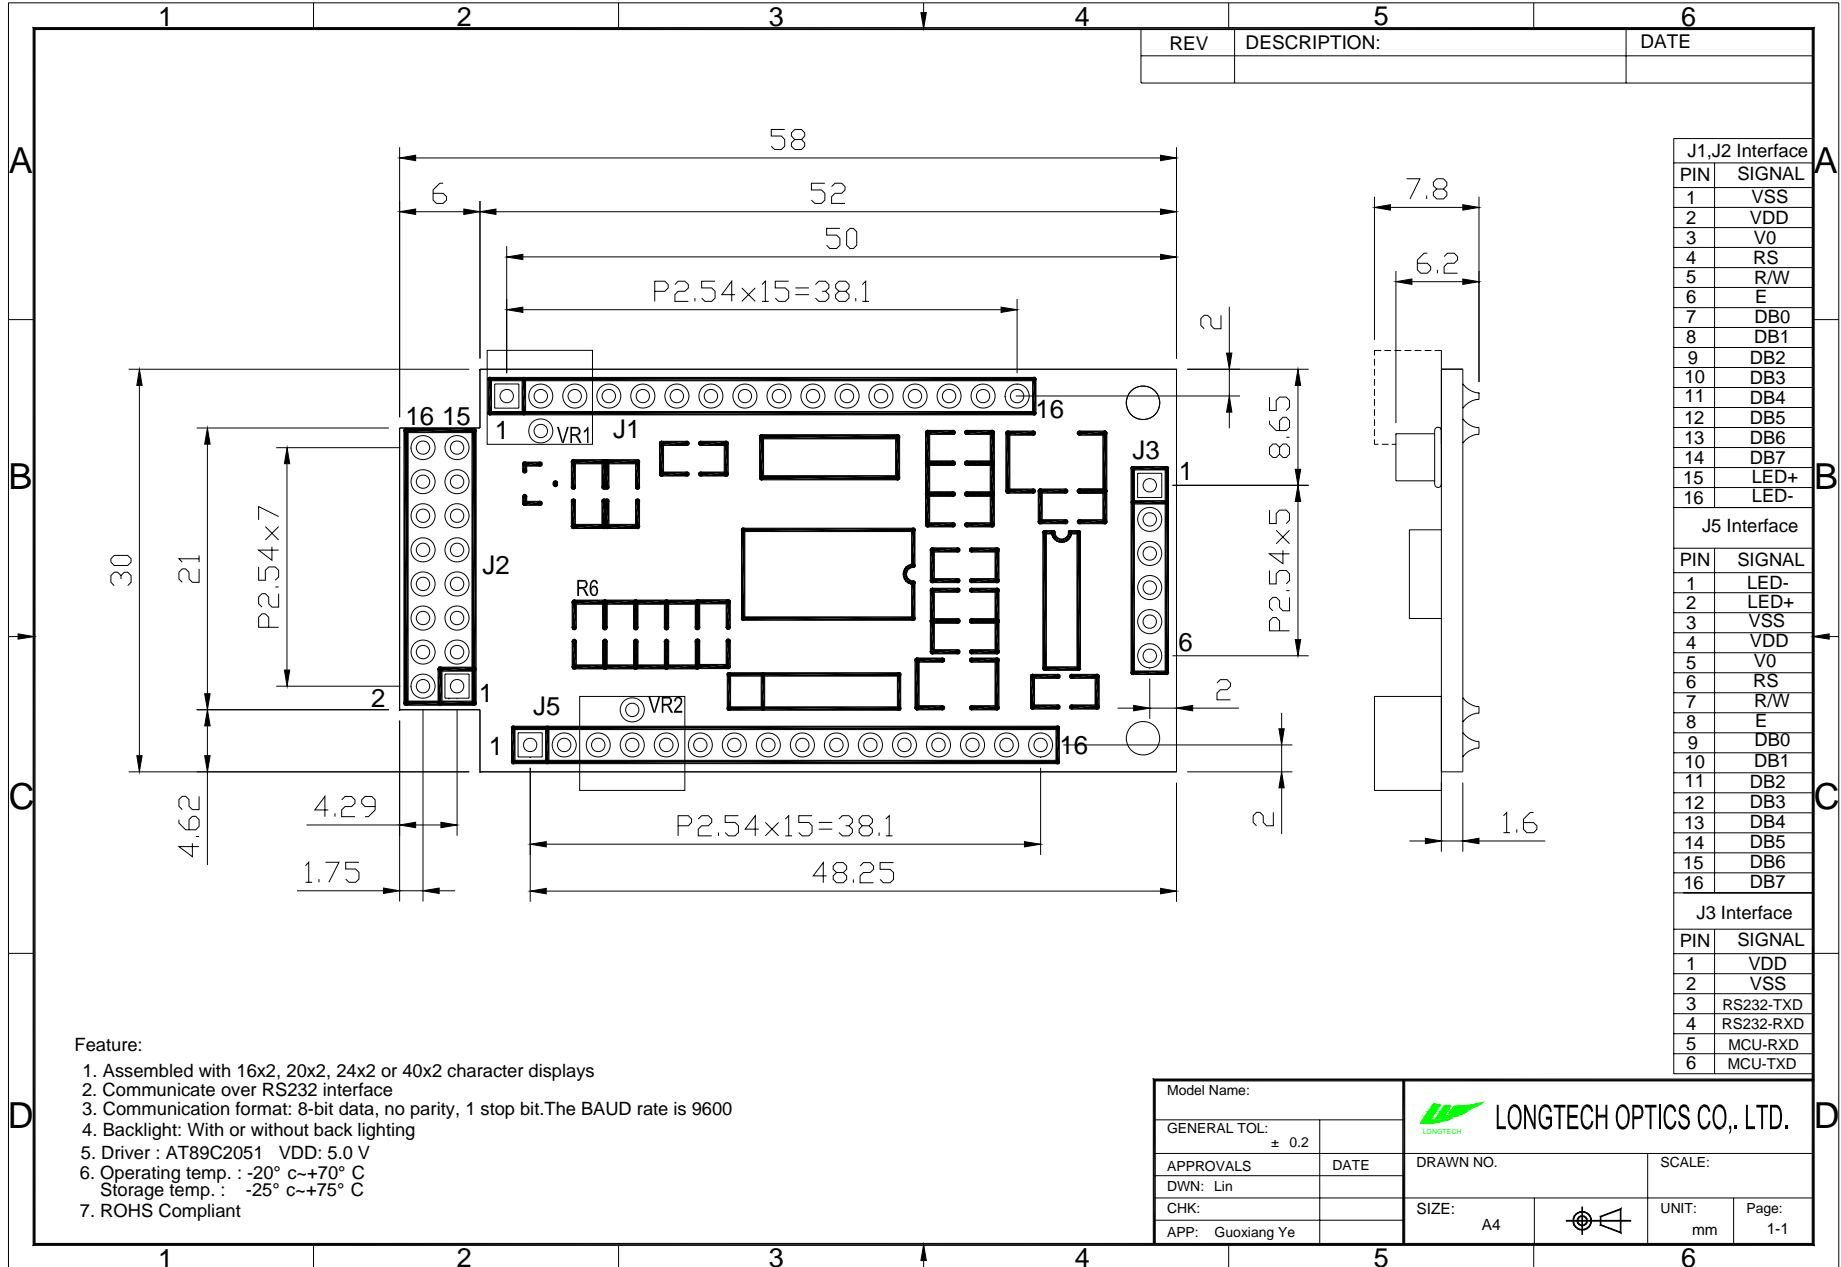 1 2 3 4 5 6
REV DESCRIPTION: DATE
A A
B B
C C
D D
58
6 52
50
P2.54×15=38.1
2
8.65
P2.54×5
2
2
30
21
P2.54×7
4.62
4.29
1.75
P2.54×15=38.1
48.25
16 15
2 1
J2
1 VR1 J1 16
J3
1
6
R6
J5 VR2
1 16
7.8
6.2
1.6
J1,J2 Interface
PIN SIGNAL
1 VSS
2 VDD
3 V0
4 RS
5 R/W
6 E
7 DB0
8 DB1
9 DB2
10 DB3
11 DB4
12 DB5
13 DB6
14 DB7
15 LED+
16 LED-
J5 Interface
PIN SIGNAL
1 LED-
2 LED+
3 VSS
4 VDD
5 V0
6 RS
7 R/W
8 E
9 DB0
10 DB1
11 DB2
12 DB3
13 DB4
14 DB5
15 DB6
16 DB7
J3 Interface
PIN SIGNAL
1 VDD
2 VSS
3 RS232-TXD
4 RS232-RXD
5 MCU-RXD
6 MCU-TXD
Feature:
1. Assembled with 16x2, 20x2, 24x2 or 40x2 character displays
2. Communicate over RS232 interface
3. Communication format: 8-bit data, no parity, 1 stop bit.The BAUD rate is 9600
4. Backlight: With or without back lighting
5. Driver : AT89C2051 VDD: 5.0 V
6. Operating temp. : -20° c~+70° C
Storage temp. : -25° c~+75° C
7. ROHS Compliant
Model Name:
GENERAL TOL:
± 0.2
APPROVALS DATE
DWN: Lin
CHK:
APP: Guoxiang Ye
LONGTECH
LONGTECH OPTICS CO,. LTD.
DRAWN NO. SCALE:
SIZE: A4
UNIT: mm
Page: 1-1
1 2 3 4 5 6